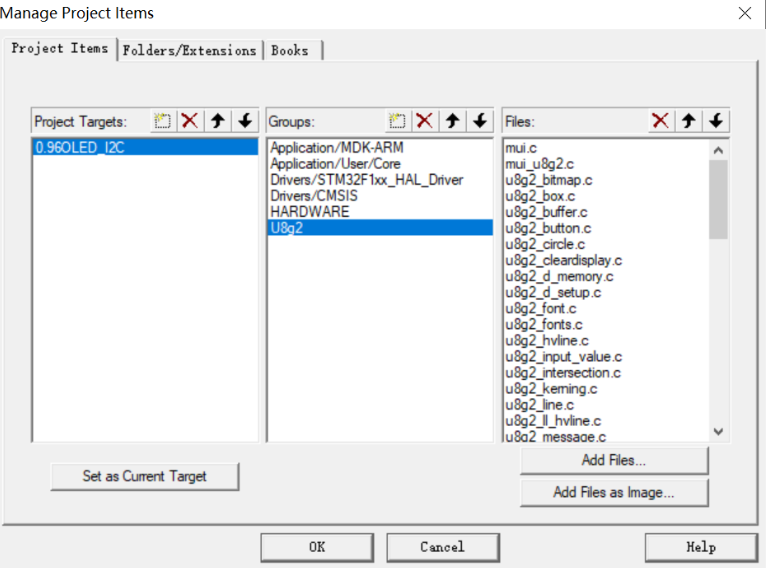 Manage Project Items
Project Items
Folders/Extensions
Books
Project Targets:
0.96OLED_I2C
Set as Current Target
Groups:
Application/MDK-ARM
Application/User/Core
Drivers/STM32F1xx_HAL_Driver
Drivers/CMSIS
HARDWARE
U8g2
Files:
mui.c
mui_u8g2.c
u8g2_bitmap.c
u8g2_box.c
u8g2_buffer.c
u8g2_button.c
u8g2_circle.c
u8g2_cleardisplay.c
u8g2_d_memory.c
u8g2_d_setup.c
u8g2_font.c
u8g2_fonts.c
u8g2_hvline.c
u8g2_input_value.c
u8g2_intersection.c
u8g2_kerning.c
u8g2_line.c
u8g2_ll_hvline.c
u8g2_message.c
Add Files...
Add Files as Image...
OK
Cancel
Help